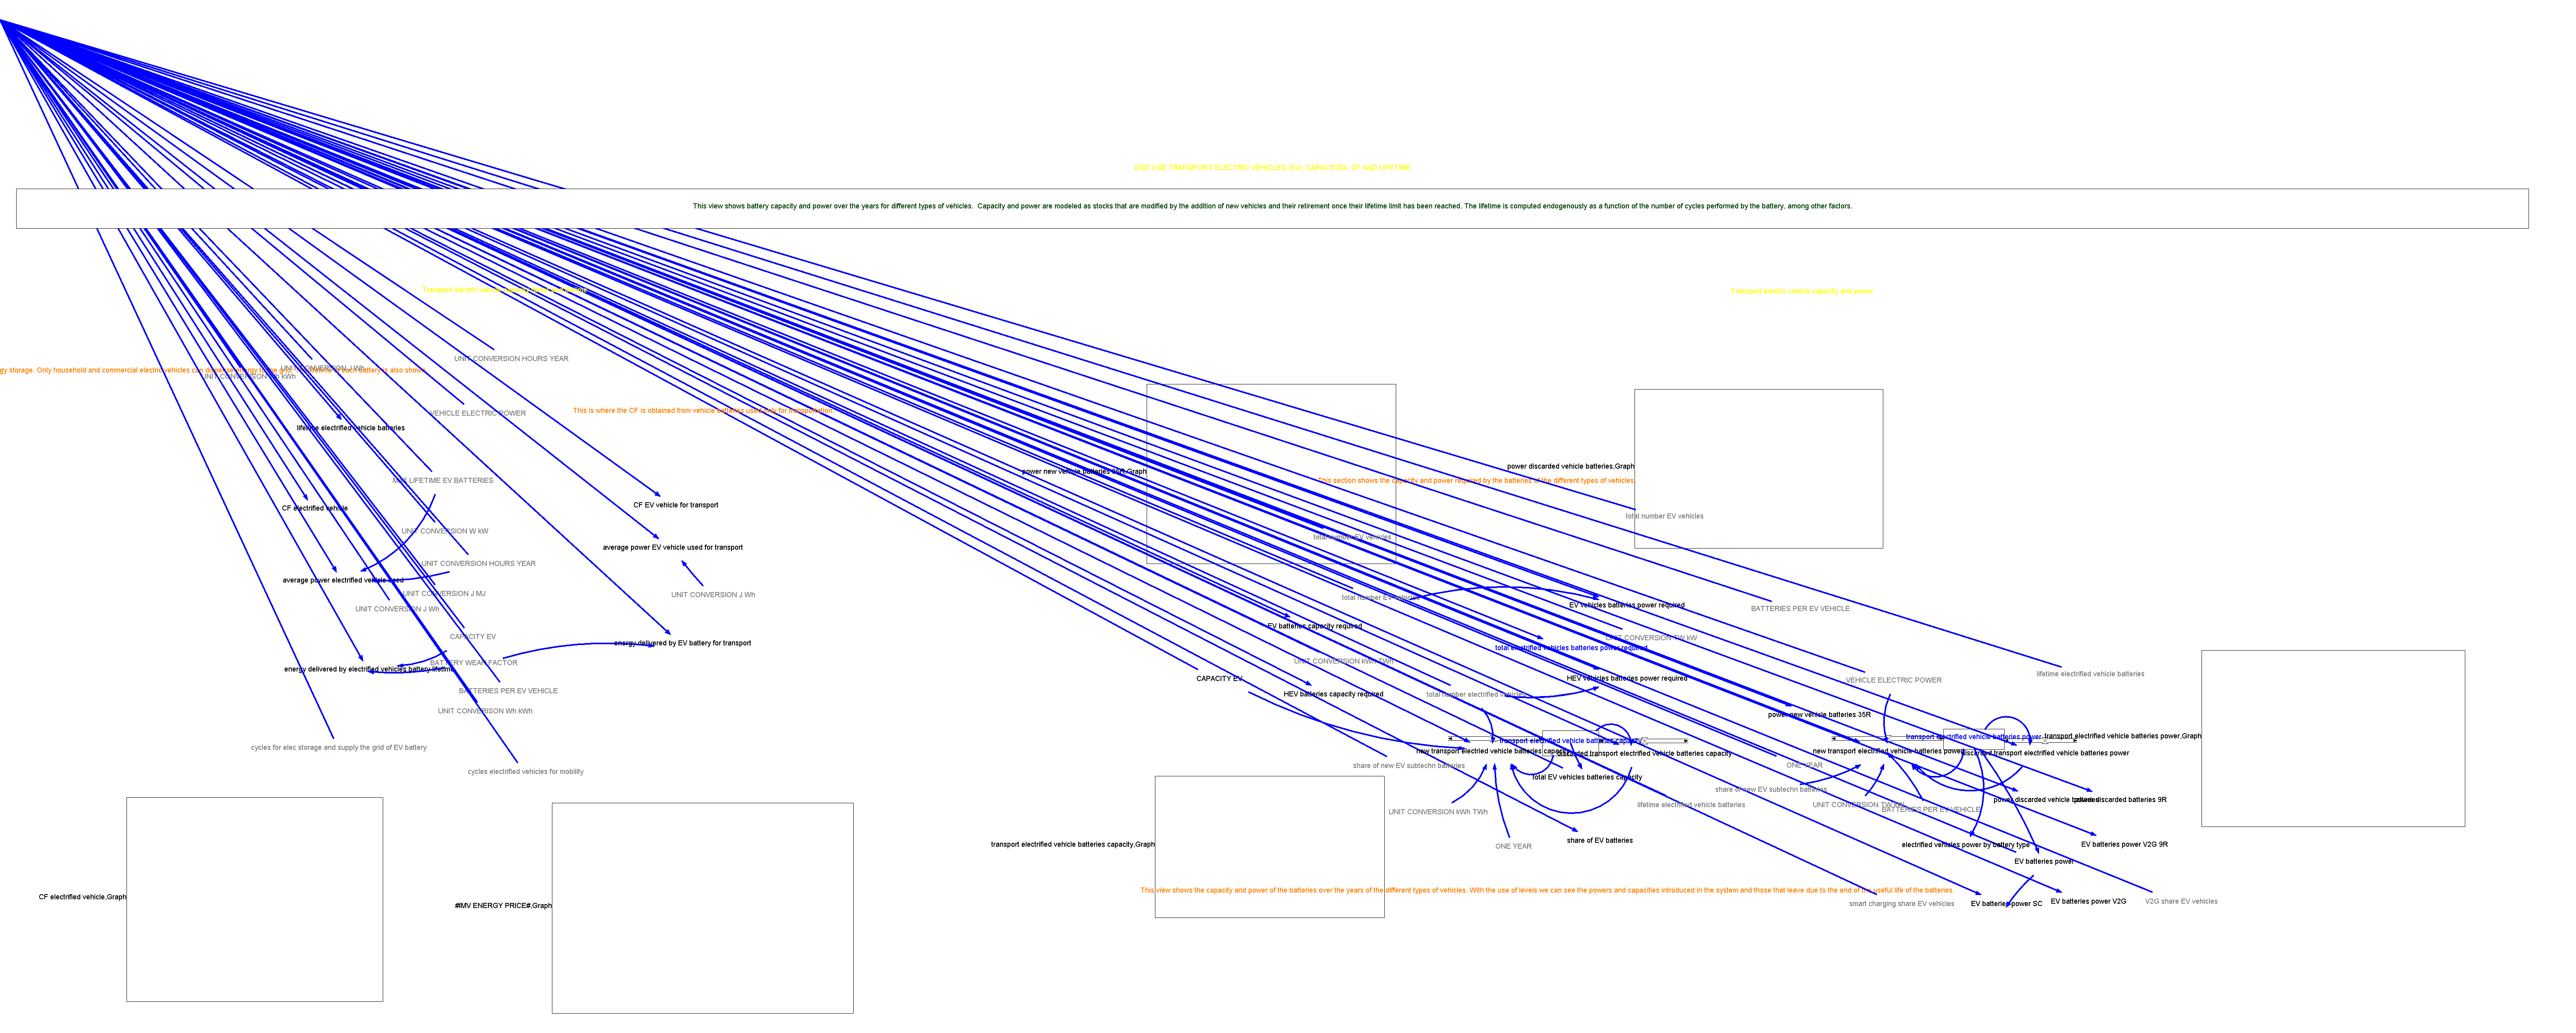 END USE TRANSPORT ELECTRIC VEHICLES (EV): CAPACITIES, CF AND LIFETIME
This view shows battery capacity and power over the years for different types of vehicles.  Capacity and power are modeled as stocks that are modified by the addition of new vehicles and their retirement once their lifetime limit has been reached. The lifetime is computed endogenously as a function of the number of cycles performed by the battery, among other factors.
Transport electric vehicle
Transport electric vehicle capacity and power
UNIT CONVERSION HOURS YEAR
UNIT CONVERSION J Wh
gy storage. Only household and commercial electric vehicles can
battery is also shown.
VEHICLE ELECTRIC POWER
This is where the CF is obtained from vehicle batteries used only for transportation.
lifetime electrified vehicle batteries
power new vehicle batteries 35R,Graph
power discarded vehicle batteries,Graph
MAX LIFETIME EV BATTERIES
This section shows the capacity and power required by the batteries of the different types of vehicles.
CF electrified vehicle
CF EV vehicle for transport
total number EV vehicles
UNIT CONVERSION W kW
total number EV vehicles
average power EV vehicle used for transport
UNIT CONVERSION HOURS YEAR
average power electrified vehicle used
UNIT CONVERSION J MJ
UNIT CONVERSION J Wh
UNIT CONVERSION J Wh
total number EV vehicles
EV vehicles batteries power required
BATTERIES PER EV VEHICLE
EV batteries capacity required
CAPACITY EV
UNIT CONVERSION TW kW
energy delivered by EV battery for transport
total electrified vehicles batteries power required
BATTERY WEAR FACTOR
UNIT CONVERSION kWh TWh
energy delivered by electrified vehicles battery lifetime
lifetime electrified vehicle batteries
CAPACITY EV
HEV vehicles batteries power required
VEHICLE ELECTRIC POWER
BATTERIES PER EV VEHICLE
HEV batteries capacity required
total number electrified vehicles
UNIT CONVERISON Wh kWh
power new vehicle batteries 35R
cycles for elec storage and supply the grid of EV battery
transport electrified vehicle batteries capacity
transport electrified vehicle batteries power
transport electrified vehicle batteries power,Graph
new transport electried vehicle batteries capacity
discarded transport electrified vehicle batteries capacity
new transport electrified vehicle batteries power
discarded transport electrified vehicle batteries power
share of new EV subtechn batteries
ONE YEAR
cycles electrified vehicles for mobility
total EV vehicles batteries capacity
share of new EV subtechn batteries
lifetime electrified vehicle batteries
UNIT CONVERSION TW
BATTERIES PER EV VEHICLE
power discarded vehicle batteries
power discarded batteries 9R
UNIT CONVERSION kWh TWh
share of EV batteries
transport electrified vehicle batteries capacity,Graph
ONE YEAR
electrified vehicles power by battery type
EV batteries power V2G 9R
EV batteries power
This view shows the capacity and power of the batteries over the years of the different types of vehicles. With the use of levels we can see the powers and capacities introduced in the system and those that leave due to the end of the useful life of the batteries.
CF electrified vehicle,Graph
#IMV ENERGY PRICE#,Graph
smart charging share EV vehicles
EV batteries power SC
EV batteries power V2G
V2G share EV vehicles